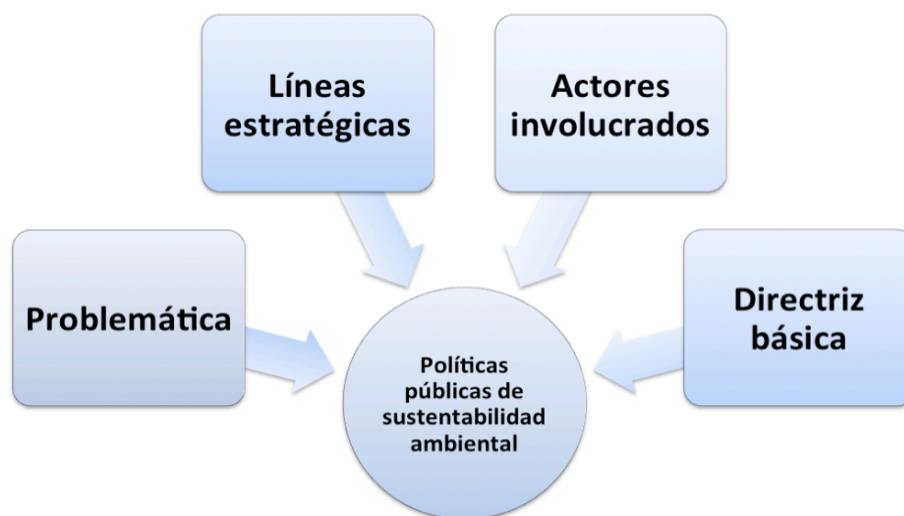 Líneas
estratégicas
Actores
involucrados
Problemática
Directriz
básica
Políticas
públicas de
sustentabilidad
ambiental